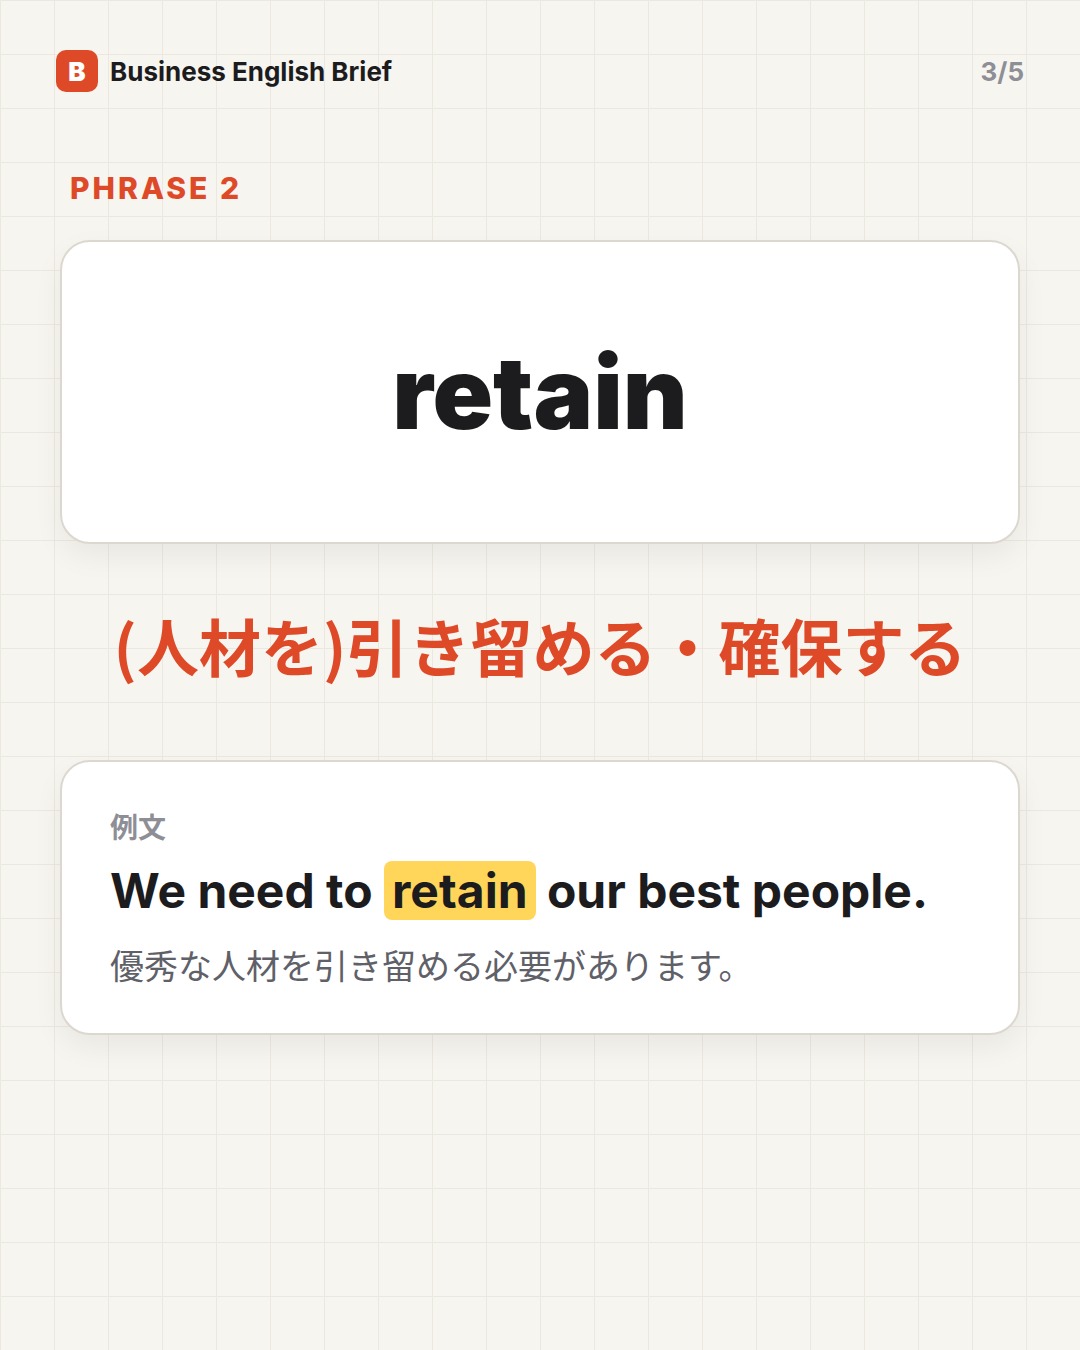 B Business English Brief
3/5
PHRASE 2
retain
(人材を)引き留める・確保する
例文
We need to retain our best people.
優秀な人材を引き留める必要があります。